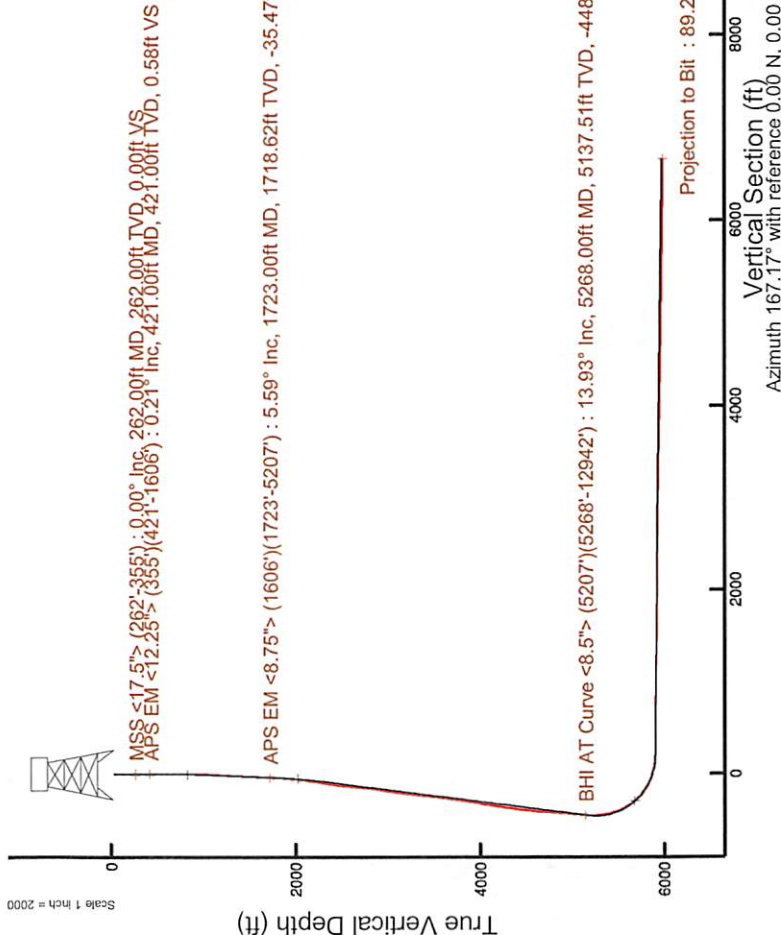 Scale 1 inch = 2000
True Vertical Depth (ft)
0
2000
4000
6000
MSS <17.5"> (262'-355') : 0.00° Inc, 262.00ft MD, 262.00ft TVD, 0.00ft VS
APS EM <12.25"> (355')(421'-1606') : 0.21° Inc, 421.00ft MD, 421.00ft TVD, 0.58ft VS
APS EM <8.75"> (1606')(1723'-5207') : 5.59° Inc, 1723.00ft MD, 1718.62ft TVD, -35.47
BHI AT Curve <8.5"> (5207')(5268'-12942') : 13.93° Inc, 5268.00ft MD, 5137.51ft TVD, -448
Projection to Bit : 89.2
0
2000
4000
6000
8000
Vertical Section (ft)
Azimuth 167.17° with reference 0.00 N, 0.00